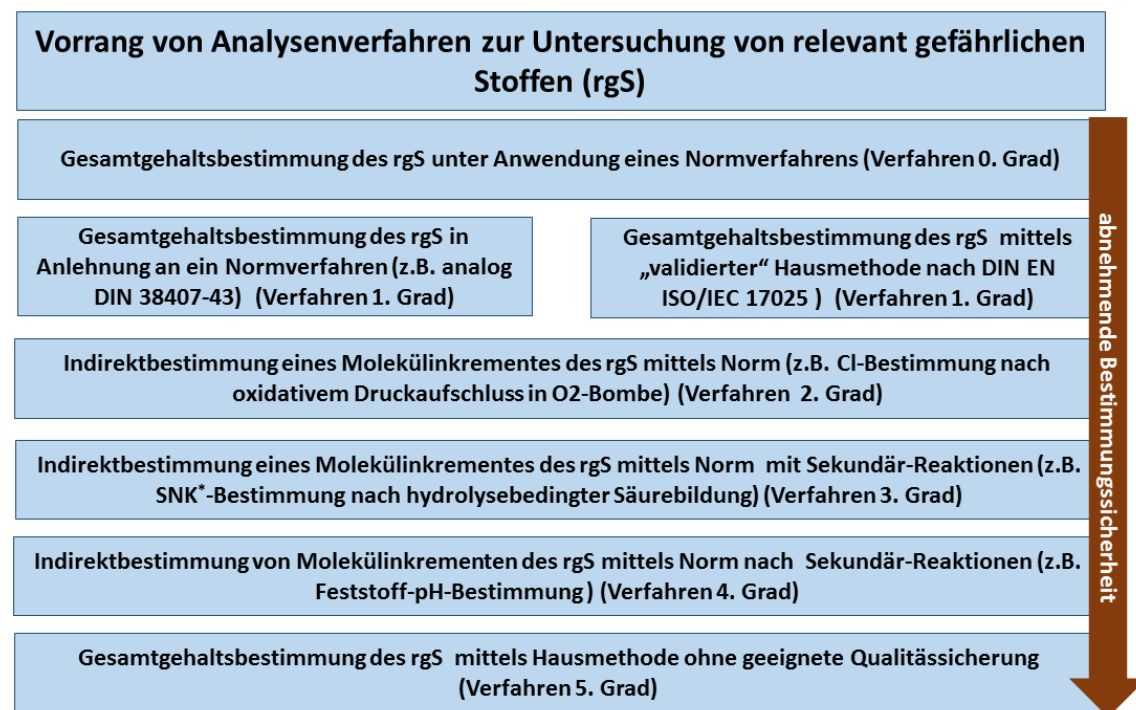 Vorrang von Analysenverfahren zur Untersuchung von relevant gefährlichen
Stoffen (rgS)
Gesamtgehaltsbestimmung des rgS unter Anwendung eines Normverfahrens (Verfahren 0. Grad)
Gesamtgehaltsbestimmung des rgS in
Anlehnung an ein Normverfahren (z.B. analog
DIN 38407-43) (Verfahren 1. Grad)
Gesamtgehaltsbestimmung des rgS mittels
„validierter“ Hausmethode nach DIN EN
ISO/IEC 17025 ) (Verfahren 1. Grad)
Indirektbestimmung eines Molekülinkrementes des rgS mittels Norm (z.B. Cl-Bestimmung nach
oxidativem Druckaufschluss in O2-Bombe) (Verfahren 2. Grad)
Indirektbestimmung eines Molekülinkrementes des rgS mittels Norm mit Sekundär-Reaktionen (z.B.
SNK*-Bestimmung nach hydrolysebedingter Säurebildung) (Verfahren 3. Grad)
Indirektbestimmung von Molekülinkrementen des rgS mittels Norm nach Sekundär-Reaktionen (z.B.
Feststoff-pH-Bestimmung ) (Verfahren 4. Grad)
Gesamtgehaltsbestimmung des rgS mittels Hausmethode ohne geeignete Qualitässicherung
(Verfahren 5. Grad)
abnehmende Bestimmungssicherheit